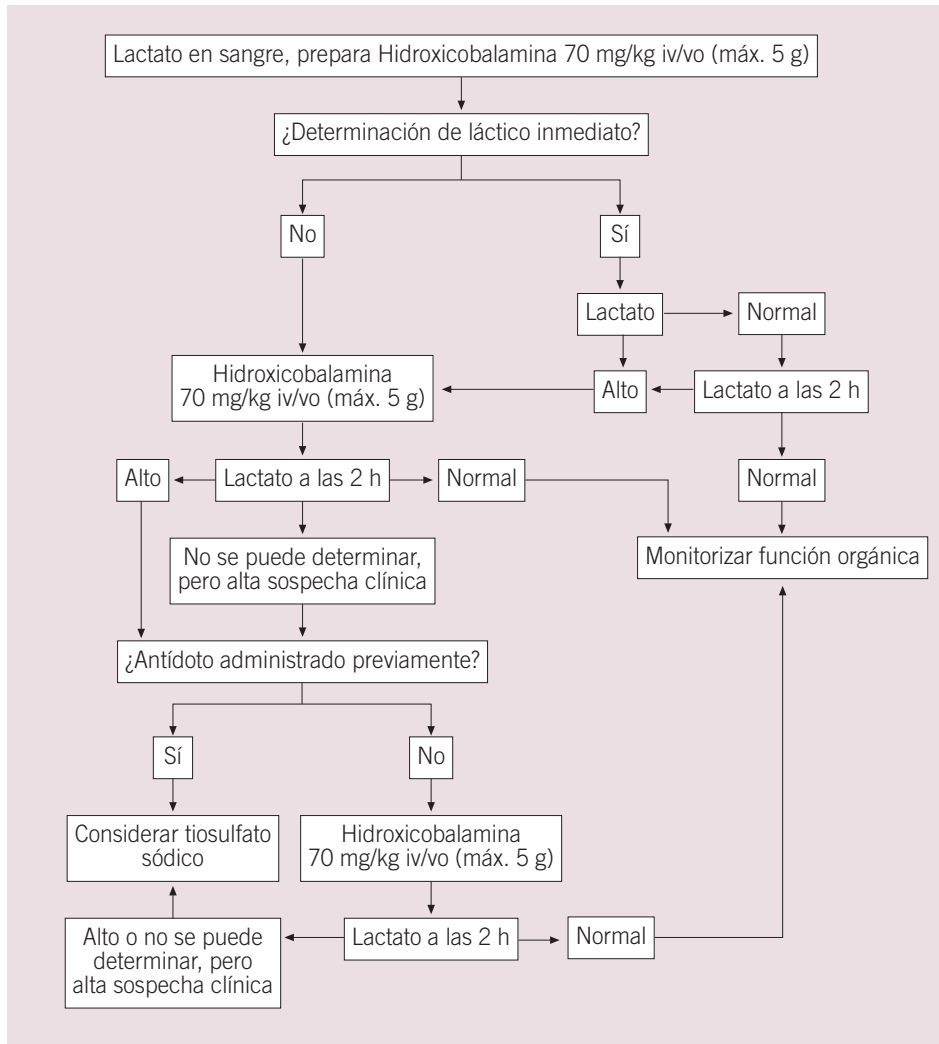 Lactato en sangre, prepara Hidroxicobalamina 70 mg/kg iv/vo (máx. 5 g)
¿Determinación de láctico inmediato?
No
Sí
Lactato
Normal
Hidroxicobalamina
70 mg/kg iv/vo (máx. 5 g)
Alto
Lactato a las 2 h
Alto
Lactato a las 2 h
Normal
Normal
No se puede determinar,
pero alta sospecha clínica
Monitorizar función orgánica
¿Antídoto administrado previamente?
Sí
No
Considerar tiosulfato
sódico
Hidroxicobalamina
70 mg/kg iv/vo (máx. 5 g)
Alto o no se puede
determinar, pero
alta sospecha clínica
Lactato a las 2 h
Normal